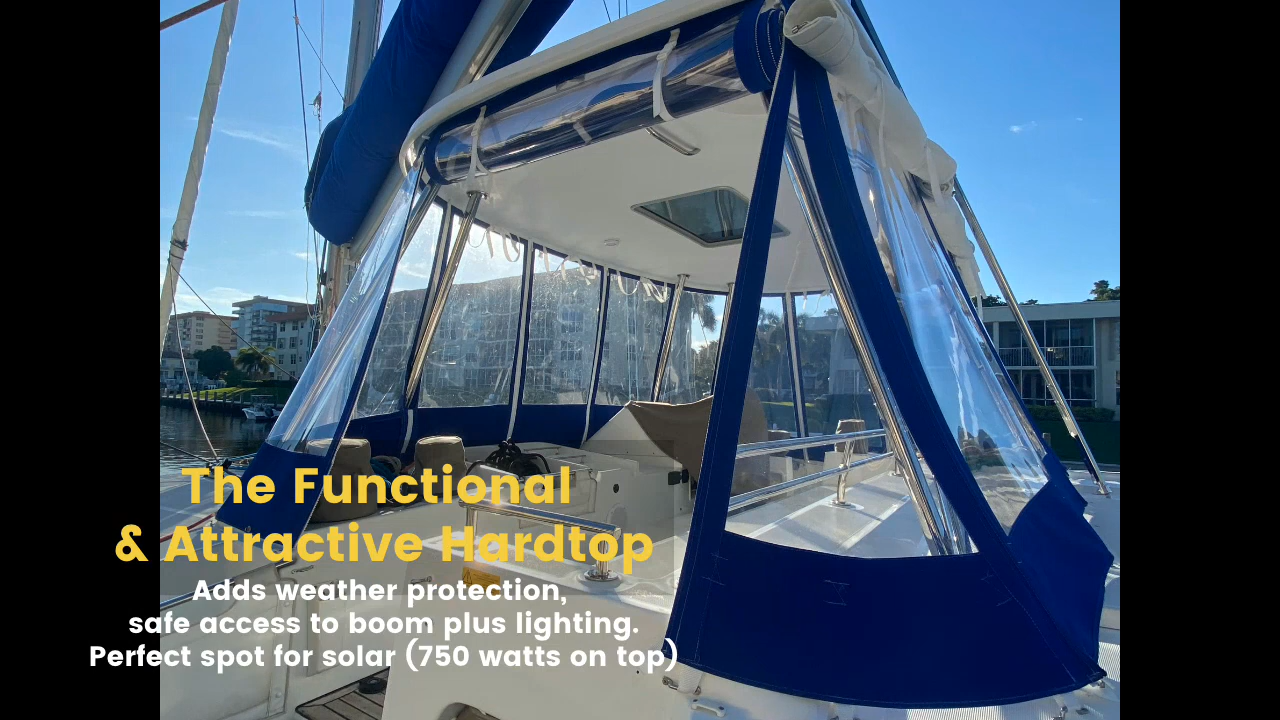 The Functional
& Attractive Hardtop
Adds weather protection,
safe access to boom plus lighting.
Perfect spot for solar (750 watts on top)